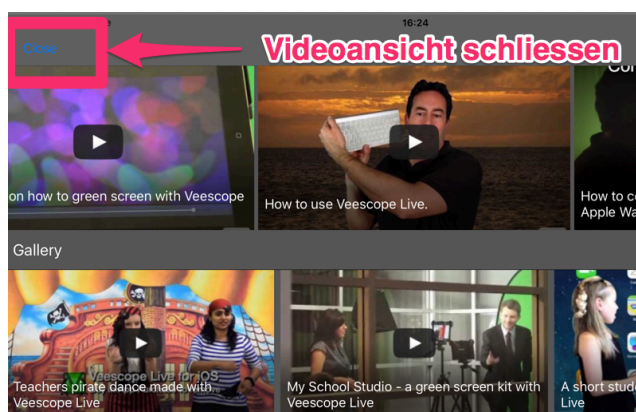 16:24
Close
Videoansicht schliessen
on how to green screen with Veescope
How to use Veescope Live.
How to co
Apple Wa
Gallery
Veescope Live for iOS
Teachers pirate dance made with
Veescope Live
My School Studio - a green screen kit with
Veescope Live
A short stude
Live